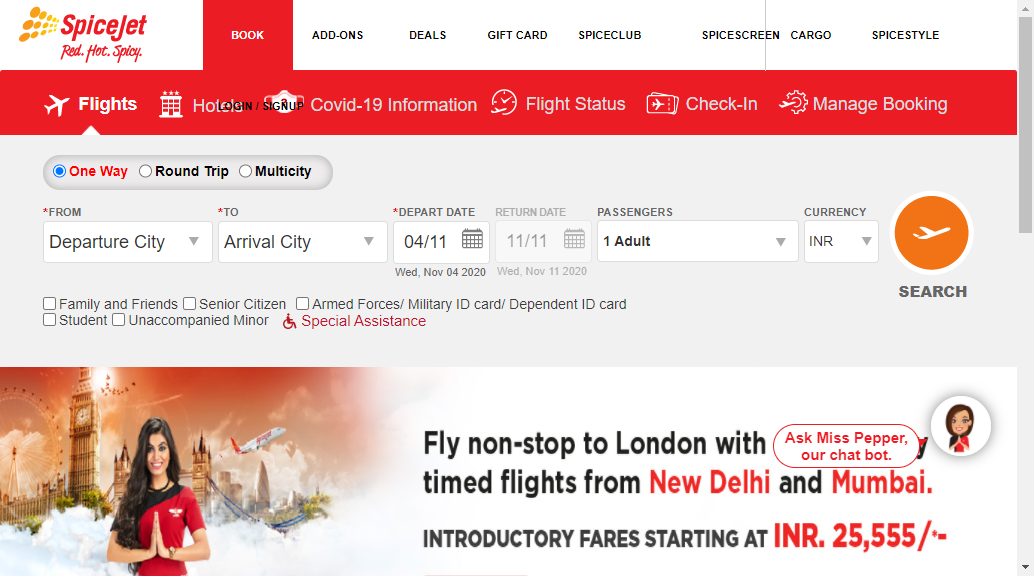 SpiceJet
Red. Hot. Spicy.
BOOK
ADD-ONS
DEALS
GIFT CARD
SPICECLUB
SPICESCREEN
CARGO
SPICESTYLE
LOGIN / SIGNUP
Flights
Hotels
Covid-19 Information
Flight Status
Check-In
Manage Booking
One Way
Round Trip
Multicity
*FROM
*TO
*DEPART DATE
RETURN DATE
PASSENGERS
CURRENCY
Departure City
Arrival City
04/11
11/11
1 Adult
INR
Wed, Nov 04 2020
Wed, Nov 11 2020
SEARCH
Family and Friends
Senior Citizen
Armed Forces/ Military ID card/ Dependent ID card
Student
Unaccompanied Minor
Special Assistance
Fly non-stop to London with
timed flights from New Delhi and Mumbai.
INTRODUCTORY FARES STARTING AT INR. 25,555/*-
Ask Miss Pepper,
our chat bot.